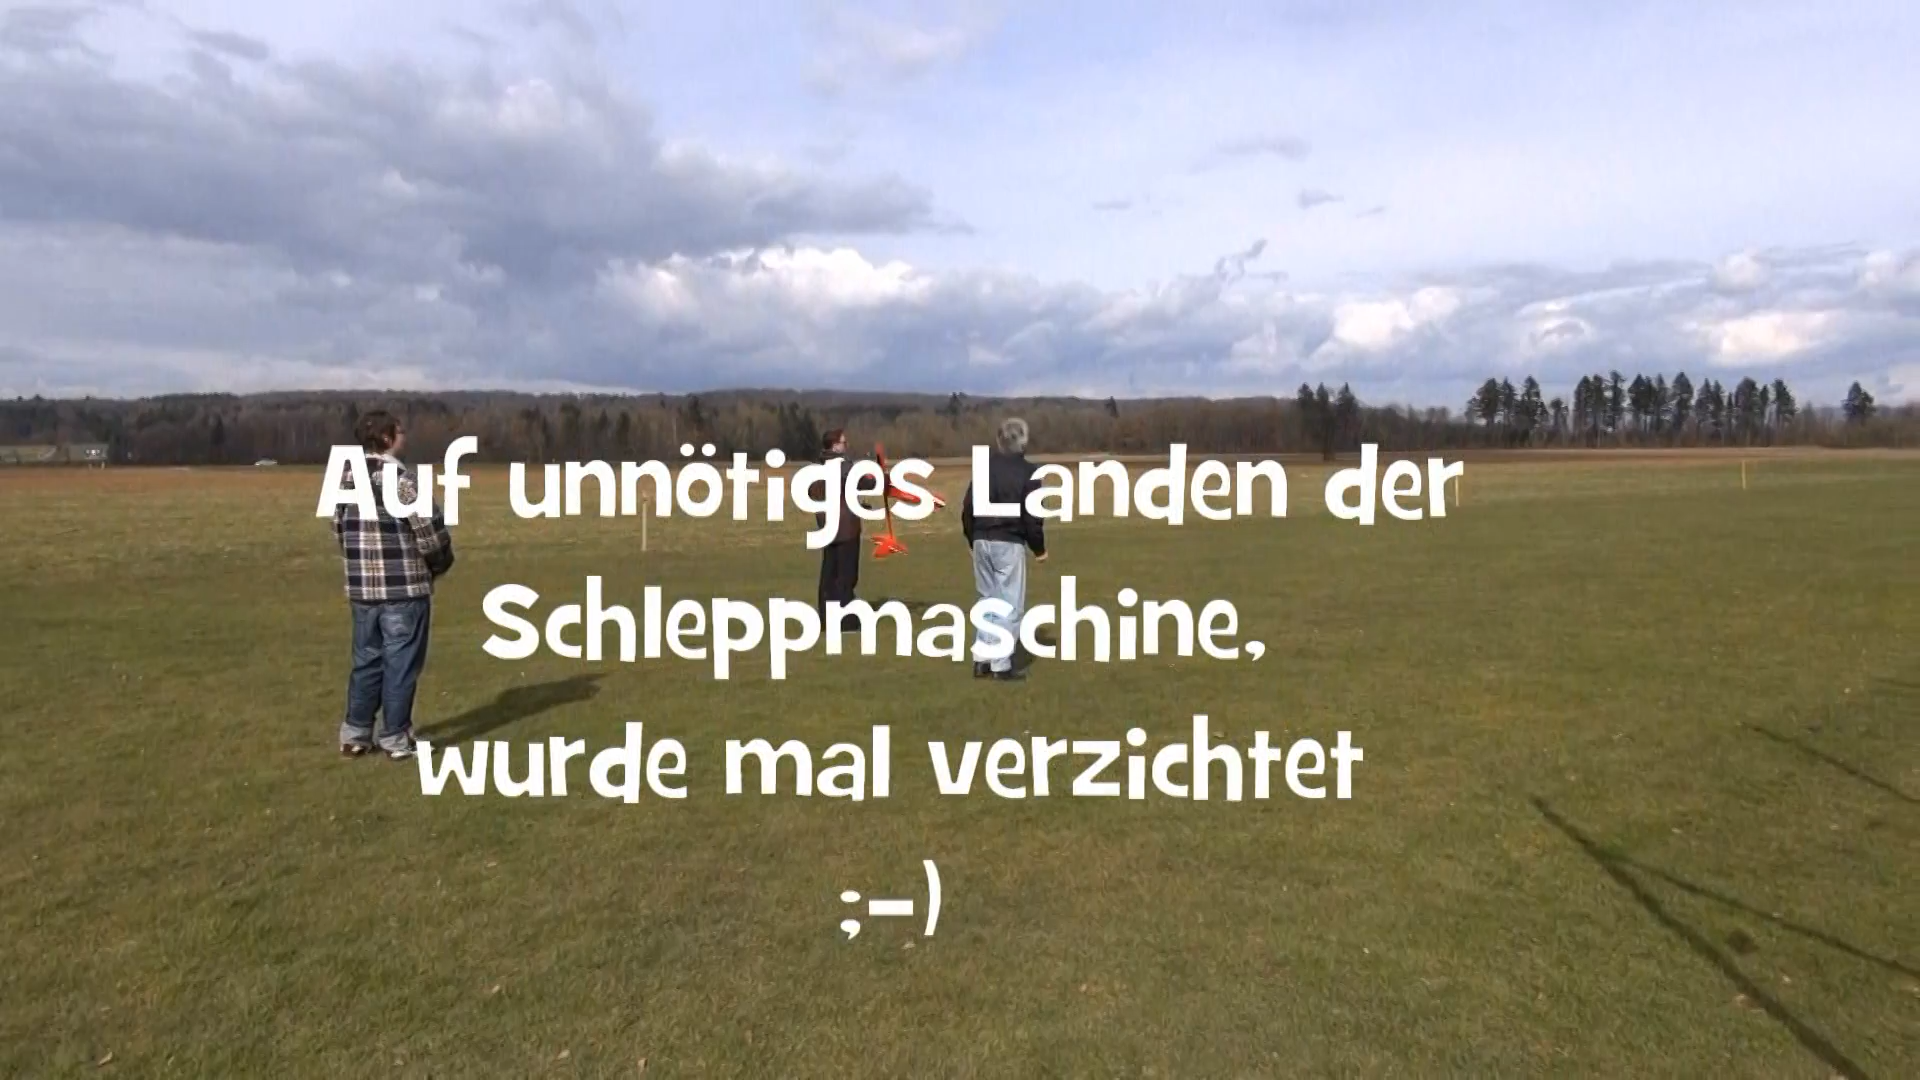 Auf unnötiges Landen der
Schleppmaschine,
wurde mal verzichtet
;-)